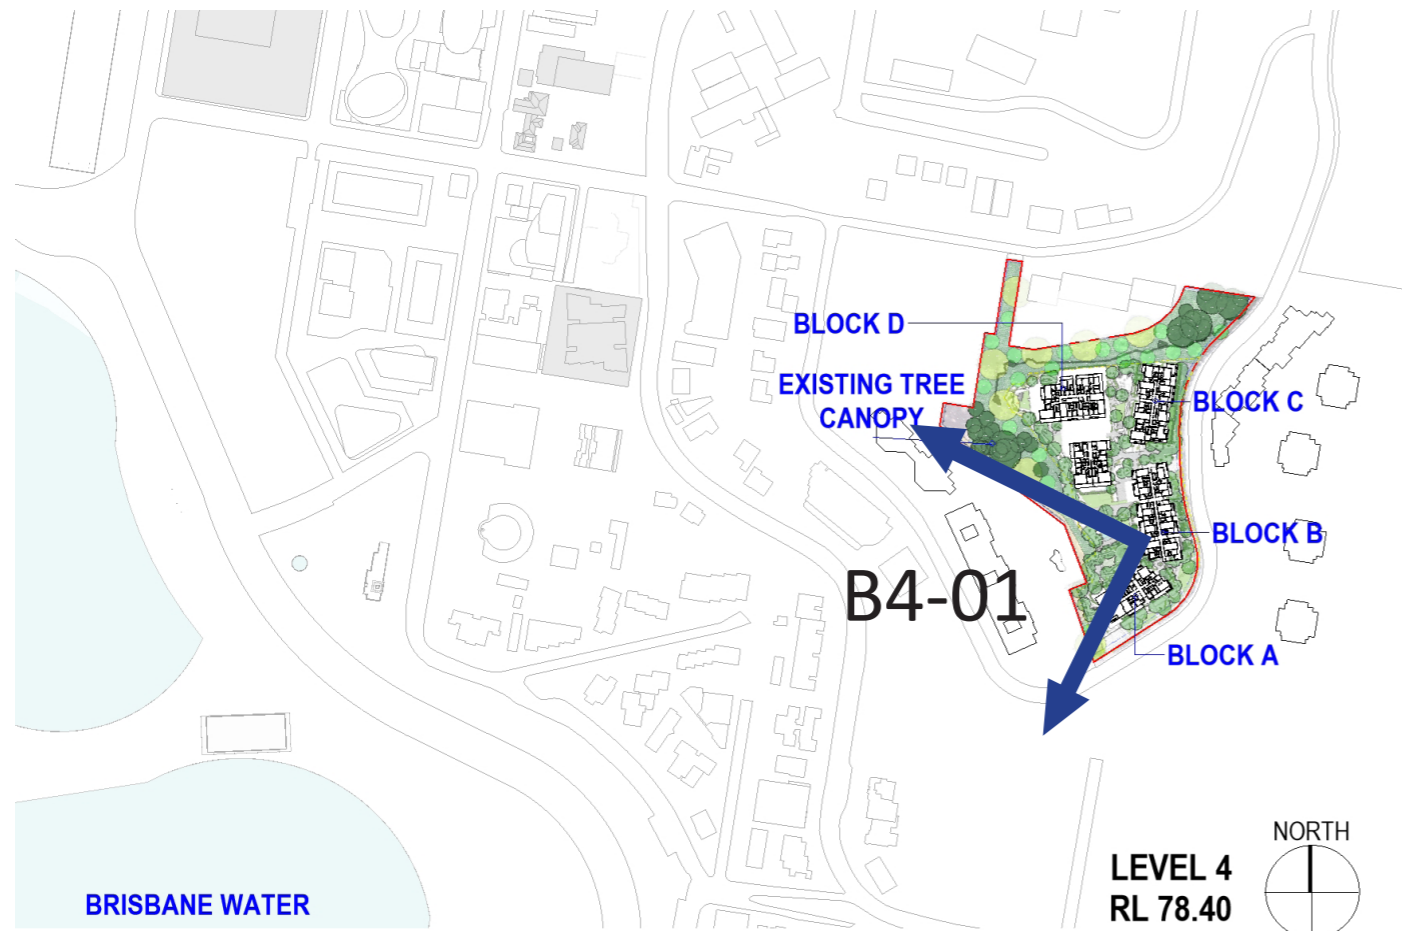 BLOCK D
EXISTING TREE
CANOPY
BLOCK C
BLOCK B
B4-01
BLOCK A
NORTH
LEVEL 4
RL 78.40
BRISBANE WATER